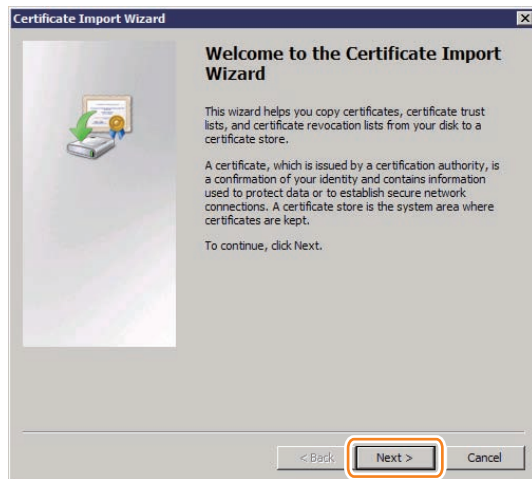 Certificate Import Wizard
Welcome to the Certificate Import
Wizard
This wizard helps you copy certificates, certificate trust
lists, and certificate revocation lists from your disk to a
certificate store.
A certificate, which is issued by a certification authority, is
a confirmation of your identity and contains information
used to protect data or to establish secure network
connections. A certificate store is the system area where
certificates are kept.
To continue, click Next.
< Back Next > Cancel